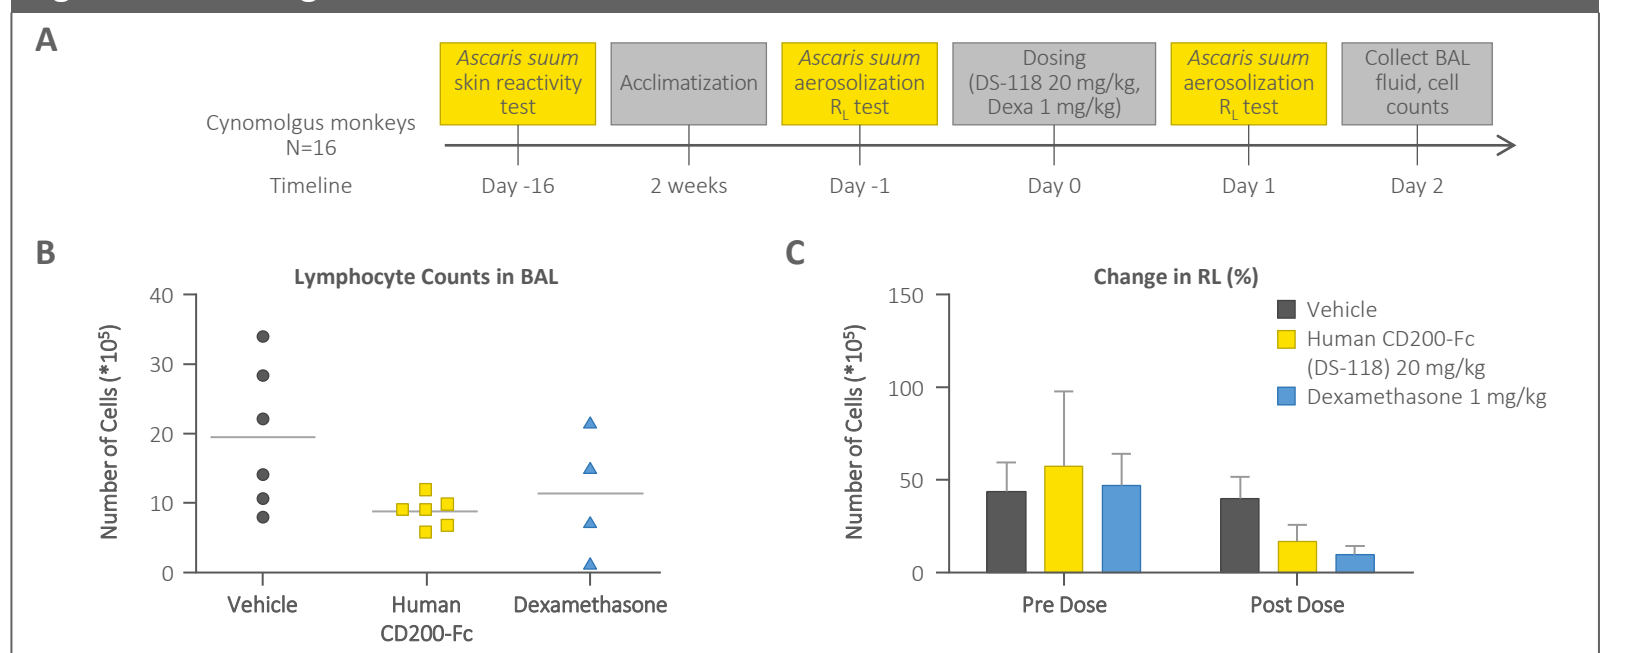 A
Ascaris suum
skin reactivity
test
Acclimatization
Ascaris suum
aerosolization
RL test
Dosing
(DS-118 20 mg/kg,
Dexa 1 mg/kg)
Ascaris suum
aerosolization
RL test
Collect BAL
fluid, cell
counts
Cynomolgus monkeys
N=16
Timeline
Day -16
2 weeks
Day -1
Day 0
Day 1
Day 2
B
Lymphocyte Counts in BAL
Number of Cells (*10⁵)
40
30
20
10
0
Vehicle
Human
CD200-Fc
Dexamethasone
C
Change in RL (%)
Number of Cells (*10⁵)
150
100
50
0
Vehicle
Human CD200-Fc
(DS-118) 20 mg/kg
Dexamethasone 1 mg/kg
Pre Dose
Post Dose